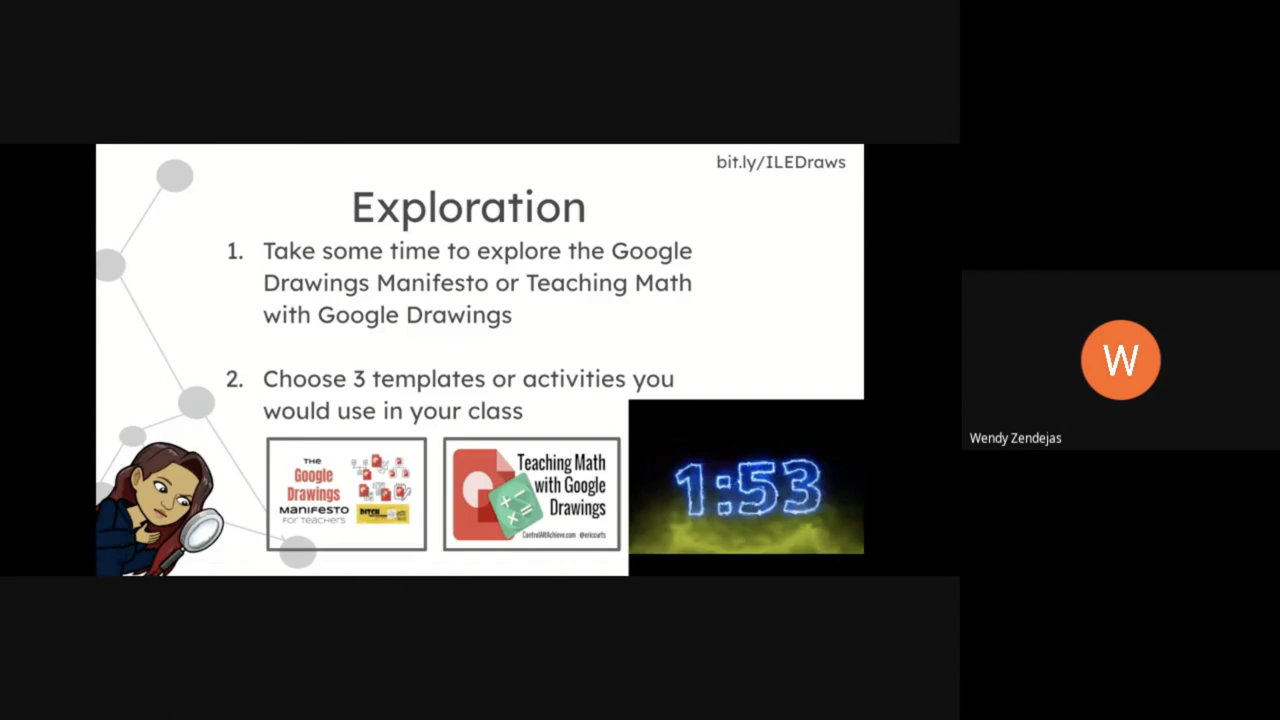 bit.ly/ILEDraws
Exploration
1. Take some time to explore the Google
Drawings Manifesto or Teaching Math
with Google Drawings
2. Choose 3 templates or activities you
would use in your class
THE
Google
Drawings
MANIFESTO
FOR TEACHERS
DITCH
Teaching Math
with Google
Drawings
ControlAltAchieve.com @ericcurts
1:53
W
Wendy Zendejas